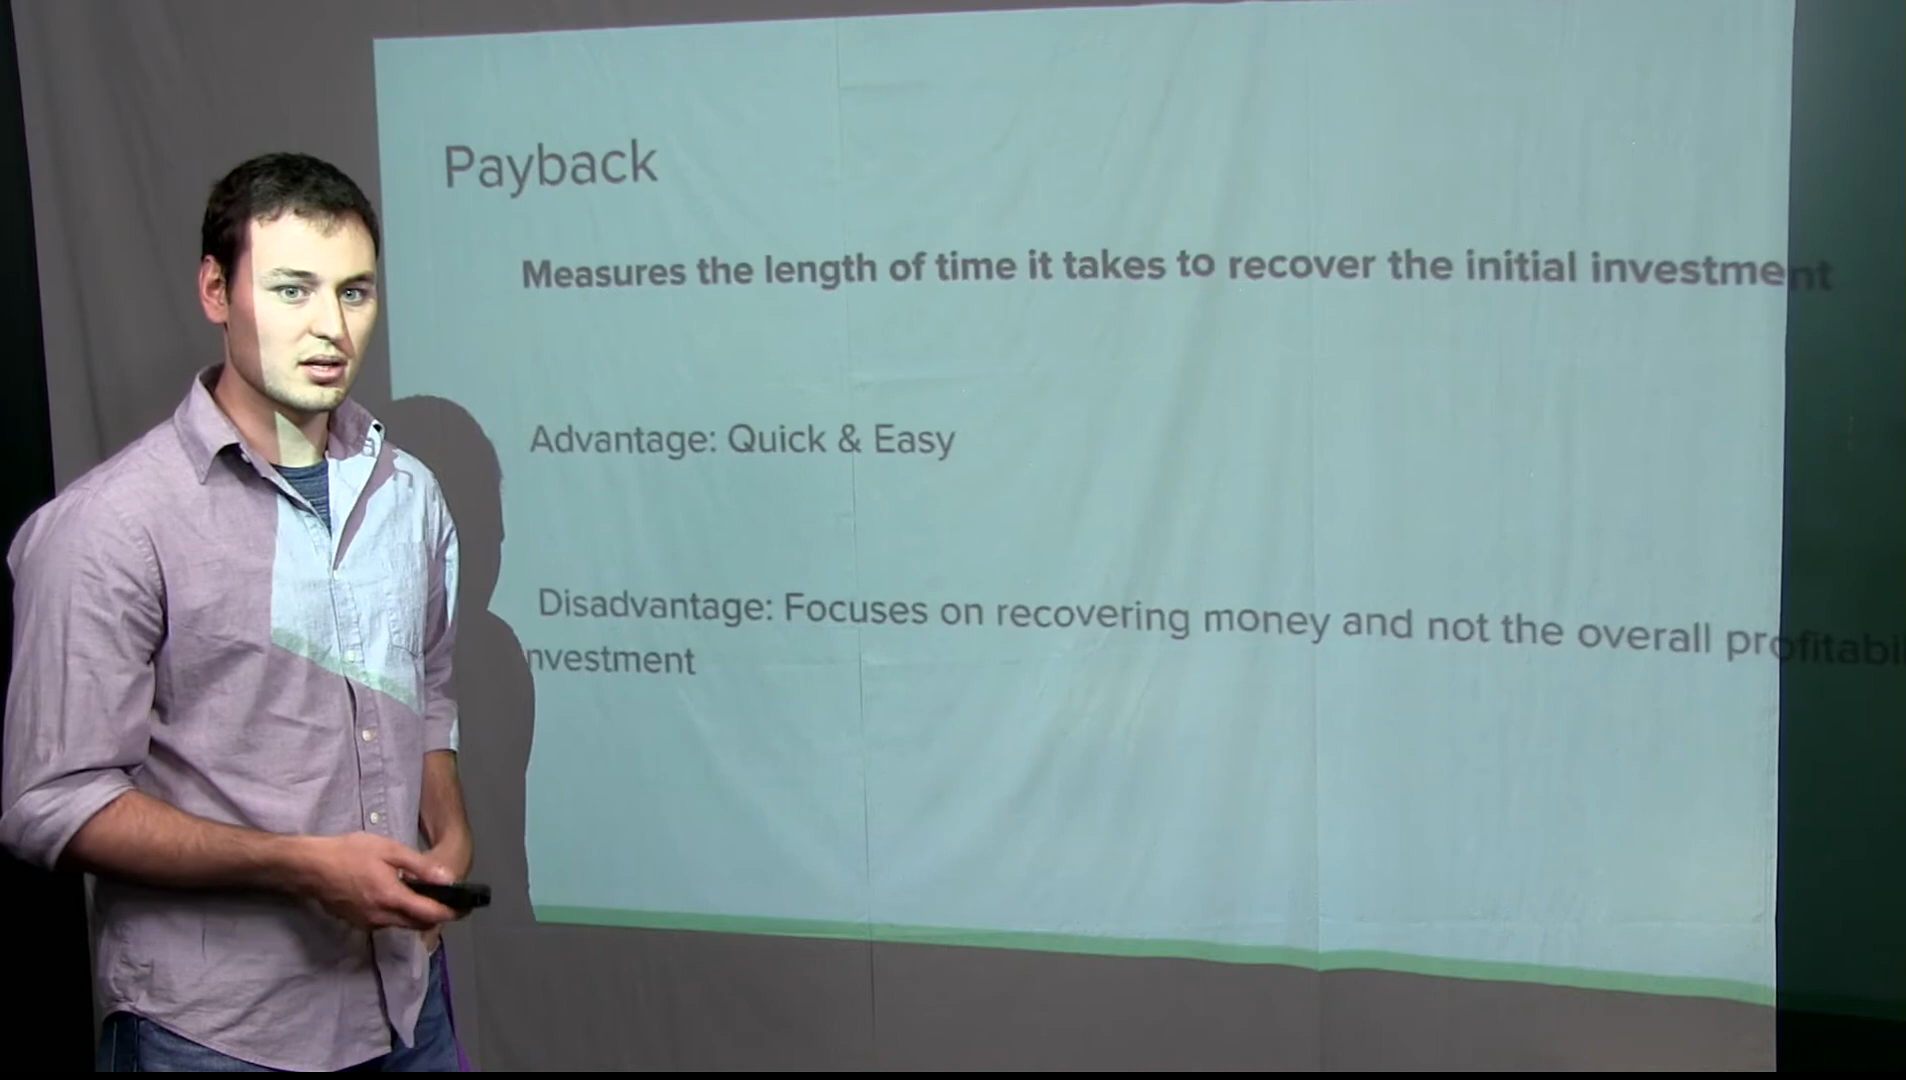 Payback
Measures the length of time it takes to recover the initial investment
Advantage: Quick & Easy
Disadvantage: Focuses on recovering money and not the overall profitabil
nvestment